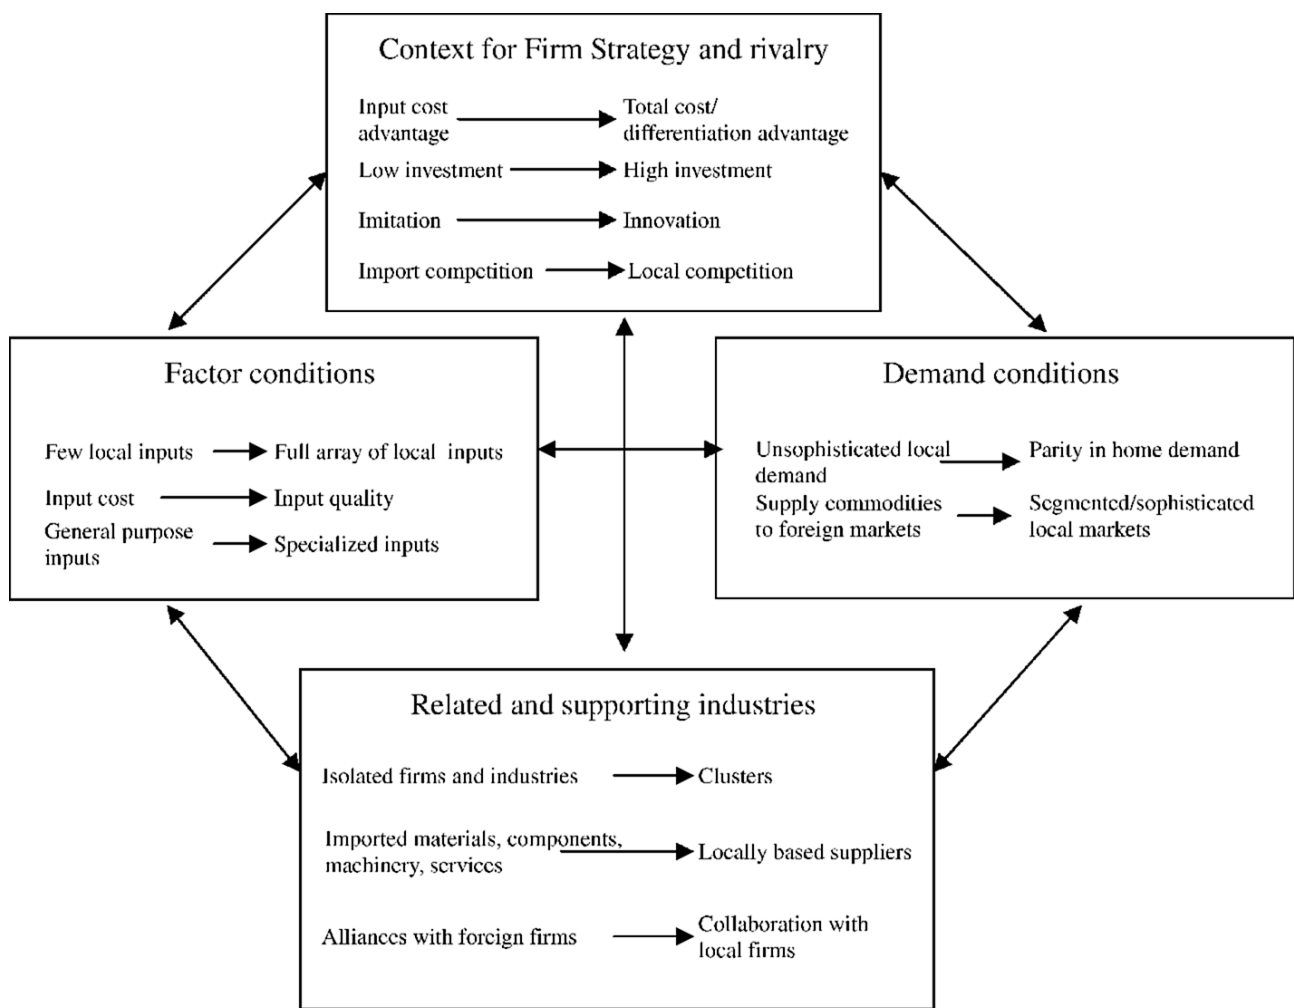 Context for Firm Strategy and rivalry
Input cost
advantage
Total cost/
differentiation advantage
Low investment
High investment
Imitation
Innovation
Import competition
Local competition
Factor conditions
Few local inputs
Full array of local inputs
Input cost
Input quality
General purpose
inputs
Specialized inputs
Demand conditions
Unsophisticated local
demand
Parity in home demand
Supply commodities
to foreign markets
Segmented/sophisticated
local markets
Related and supporting industries
Isolated firms and industries
Clusters
Imported materials, components,
machinery, services
Locally based suppliers
Alliances with foreign firms
Collaboration with
local firms